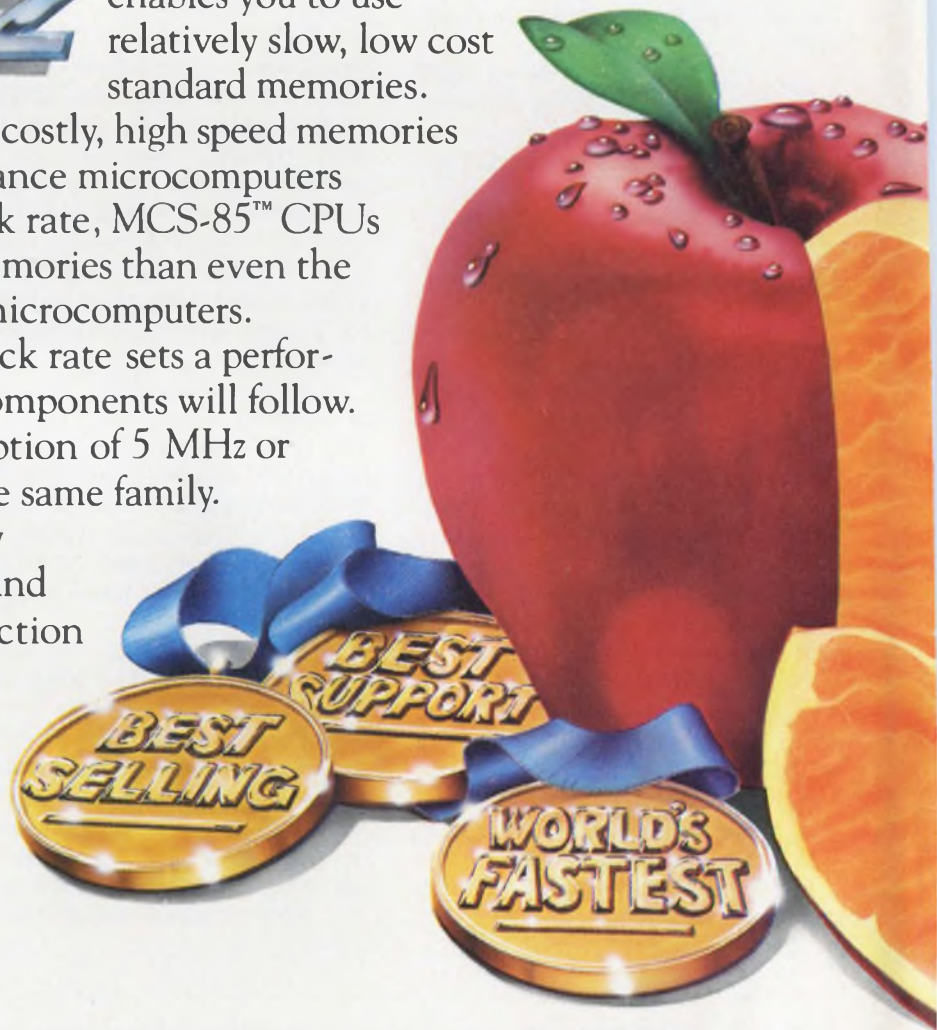 enables you to use
relatively slow, low cost
standard memories.
costly, high speed memories
ance microcomputers
k rate, MCS-85™ CPUs
mories than even the
microcomputers.
ck rate sets a perfor-
omponents will follow.
ption of 5 MHz or
e same family.
y
and
ction
BEST
SUPPORT
BEST
SELLING
WORLD'S
FASTEST